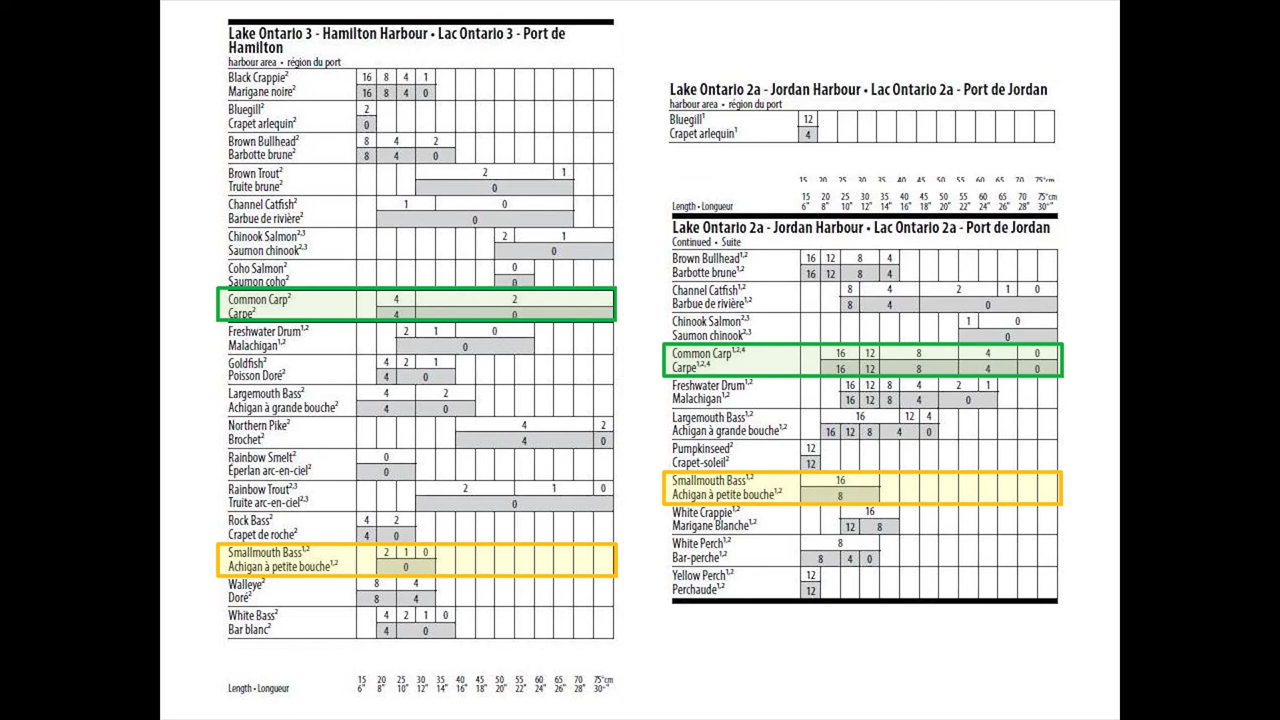 Lake Ontario 3 - Hamilton Harbour • Lac Ontario 3 - Port de
Hamilton
harbour area • région du port
Black Crappie² 16 8 4 1
Marigane noire² 16 8 4 0
Bluegill² 2
Crapet arlequin² 0
Brown Bullhead² 8 4 2
Barbotte brune² 8 4 0
Brown Trout² 2 1
Truite brune² 0
Channel Catfish² 1 0
Barbue de rivière² 0
Chinook Salmon²,³ 2 1
Saumon chinook²,³ 0
Coho Salmon² 0
Saumon coho² 0
Common Carp² 4 2
Carpe² 4 0
Freshwater Drum¹,² 2 1 0
Malachigan¹,² 0
Goldfish² 4 2 1
Poisson Doré² 4 0
Largemouth Bass² 4 2
Achigan à grande bouche² 4 0
Northern Pike² 4 2
Brochet² 4 0
Rainbow Smelt² 0
Éperlan arc-en-ciel² 0
Rainbow Trout²,³ 2 1 0
Truite arc-en-ciel²,³ 0
Rock Bass² 4 2
Crapet de roche² 4 0
Smallmouth Bass¹,² 2 1 0
Achigan à petite bouche¹,² 0
Walleye² 8 4
Doré² 8 4
White Bass² 4 2 1 0
Bar blanc² 4 0
15 20 25 30 35 40 45 50 55 60 65 70 75+cm
Length • Longueur 6" 8" 10" 12" 14" 16" 18" 20" 22" 24" 26" 28" 30+"
Lake Ontario 2a - Jordan Harbour • Lac Ontario 2a - Port de Jordan
harbour area • région du port
Bluegill¹ 12
Crapet arlequin¹ 4
15 20 25 30 35 40 45 50 55 60 65 70 75+cm
15 20 25 30 35 40 45 50 55 60 65 70 75+cm
Length • Longueur 6" 8" 10" 12" 14" 16" 18" 20" 22" 24" 26" 28" 30+"
Lake Ontario 2a - Jordan Harbour • Lac Ontario 2a - Port de Jordan
Continued • Suite
Brown Bullhead¹,² 16 12 8 4
Barbotte brune¹,² 16 12 8 4
Channel Catfish¹,² 8 4 2 1 0
Barbue de rivière¹,² 8 4 0
Chinook Salmon²,³ 1 0
Saumon chinook²,³ 0
Common Carp¹,²,⁴ 16 12 8 4 0
Carpe¹,²,⁴ 16 12 8 4 0
Freshwater Drum¹,² 16 12 8 4 2 1
Malachigan¹,² 16 12 8 4 0
Largemouth Bass¹,² 16 12 4
Achigan à grande bouche¹,² 16 12 8 4 0
Pumpkinseed² 12
Crapet-soleil² 12
Smallmouth Bass¹,² 16
Achigan à petite bouche¹,² 8
White Crappie¹,² 16
Marigane Blanche¹,² 12 8
White Perch¹,² 8
Bar-perche¹,² 8 4 0
Yellow Perch¹,² 12
Perchaude¹,² 12